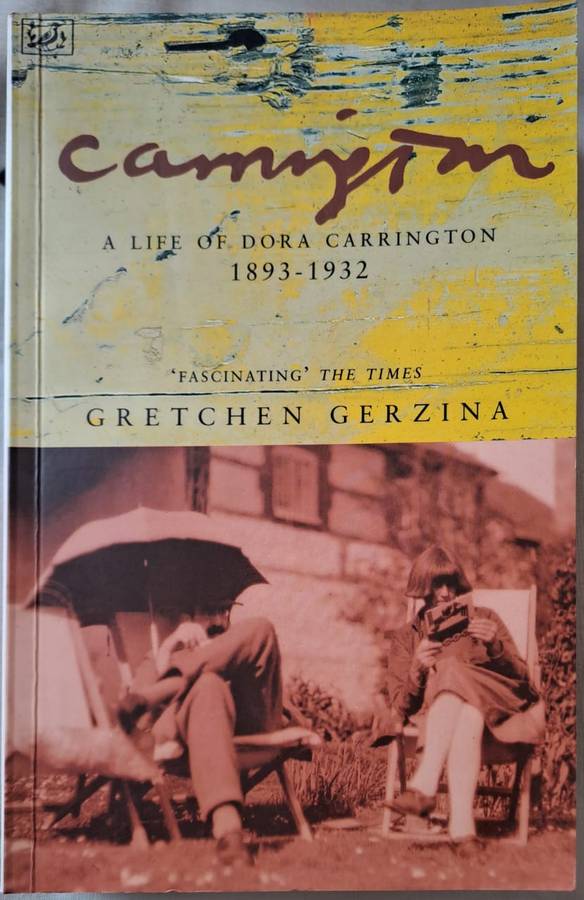 Carrington
A LIFE OF DORA CARRINGTON
1893-1932
‘FASCINATING’ THE TIMES
GRETCHEN GERZINA